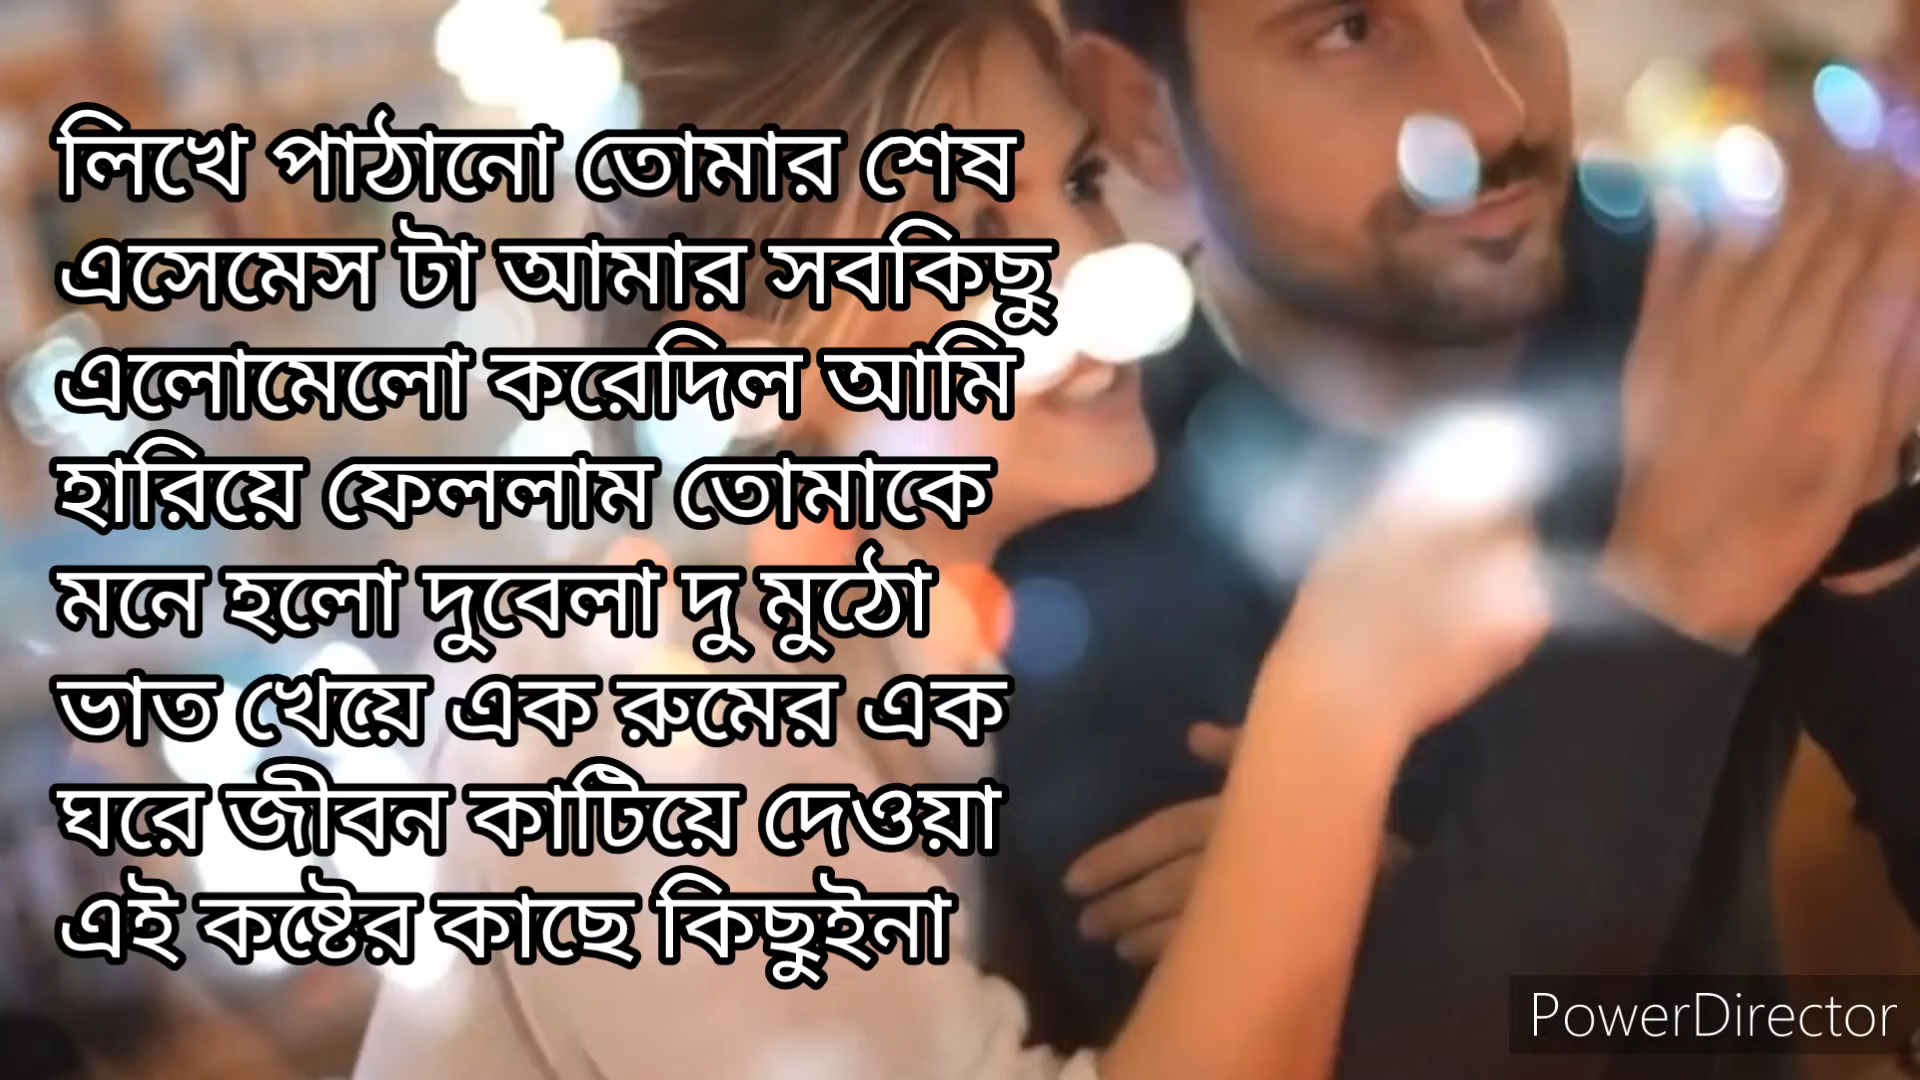 লিখে পাঠানো তোমার শেষ
এসেমেস টা আমার সবকিছু
এলোমেলো করেদিল আমি
হারিয়ে ফেললাম তোমাকে
মনে হলো দুবেলা দু মুঠো
ভাত খেয়ে এক রুমের এক
ঘরে জীবন কাটিয়ে দেওয়া
এই কষ্টের কাছে কিছুইনা
PowerDirector